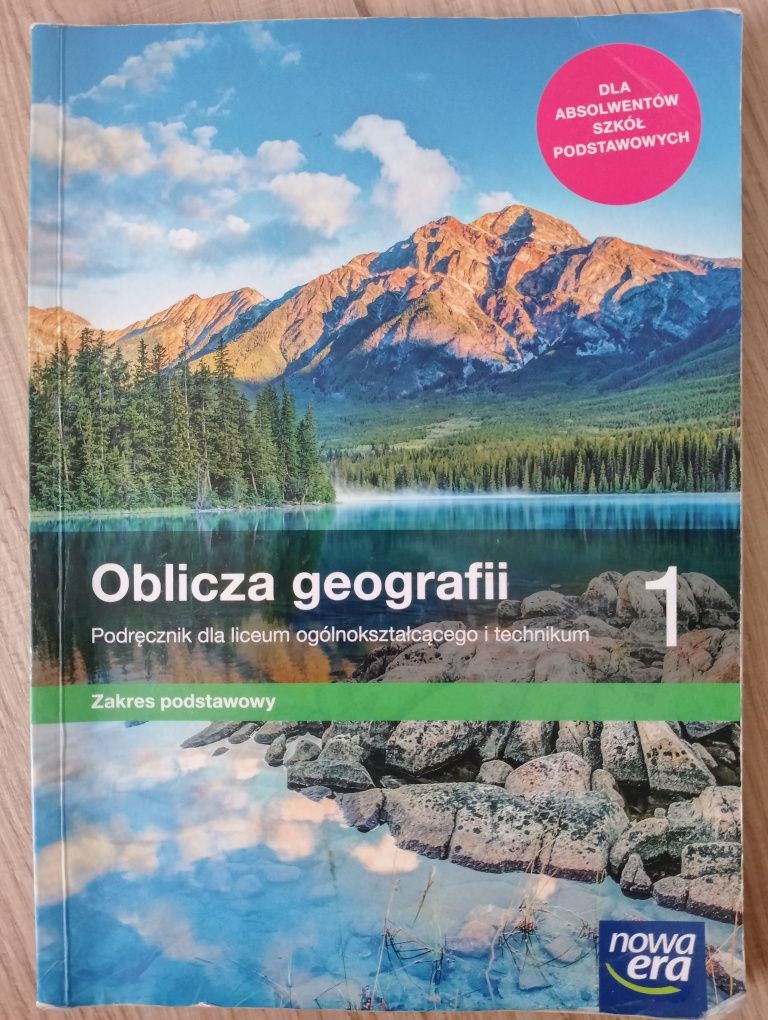 DLA
ABSOLWENTÓW
SZKÓŁ
PODSTAWOWYCH
Oblicza geografii 1
Podręcznik dla liceum ogólnokształcącego i technikum
Zakres podstawowy
nowa
era